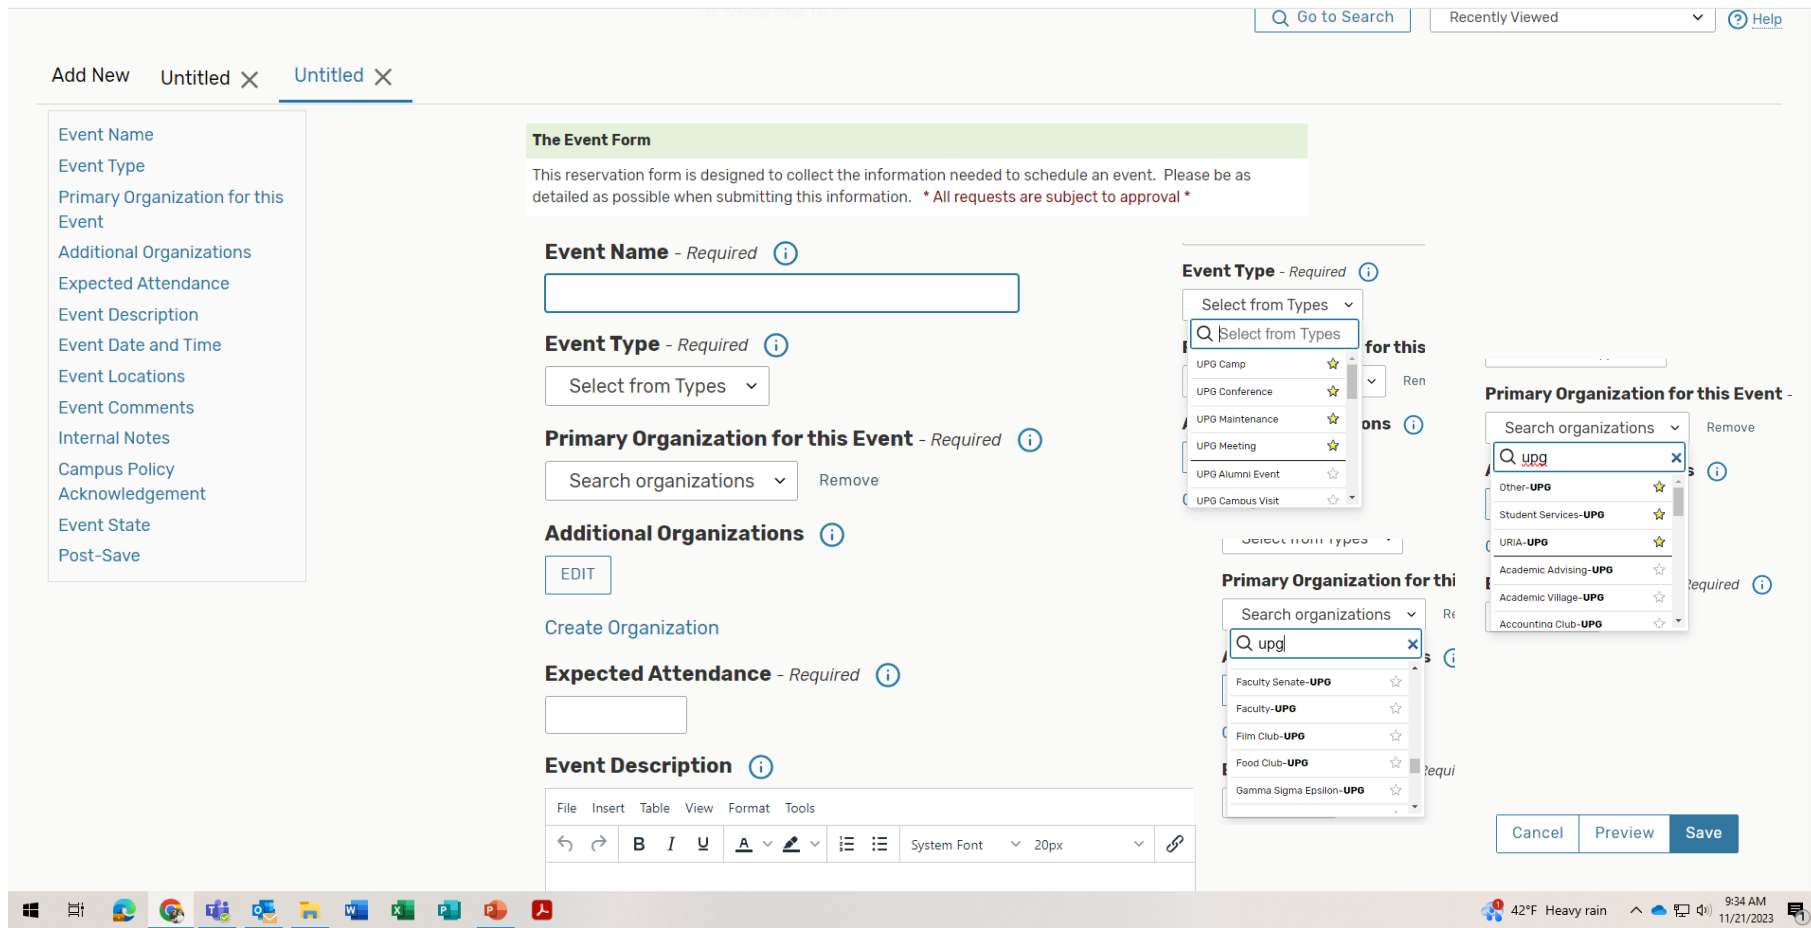 Go to Search
Recently Viewed
Help
Add New
Untitled
Untitled
Event Name
Event Type
Primary Organization for this
Event
Additional Organizations
Expected Attendance
Event Description
Event Date and Time
Event Locations
Event Comments
Internal Notes
Campus Policy
Acknowledgement
Event State
Post-Save
The Event Form
This reservation form is designed to collect the information needed to schedule an event. Please be as
detailed as possible when submitting this information. * All requests are subject to approval *
Event Name - Required
Event Type - Required
Select from Types
Primary Organization for this Event - Required
Search organizations
Remove
Additional Organizations
EDIT
Create Organization
Expected Attendance - Required
Event Description
File Insert Table View Format Tools
B I U A System Font 20px
Event Type - Required
Select from Types
Select from Types
for this
UPG Camp
Rem
UPG Conference
UPG Maintenance
ons
UPG Meeting
UPG Alumni Event
UPG Campus Visit
Select from Types
Primary Organization for thi
Search organizations
Re
upg
s
Faculty Senate-UPG
Faculty-UPG
Film Club-UPG
Food Club-UPG
Requi
Gamma Sigma Epsilon-UPG
Primary Organization for this Event -
Search organizations
Remove
upg
s
Other-UPG
Student Services-UPG
URIA-UPG
Academic Advising-UPG
Required
Academic Village-UPG
Accounting Club-UPG
Cancel
Preview
Save
42°F Heavy rain
9:34 AM
11/21/2023